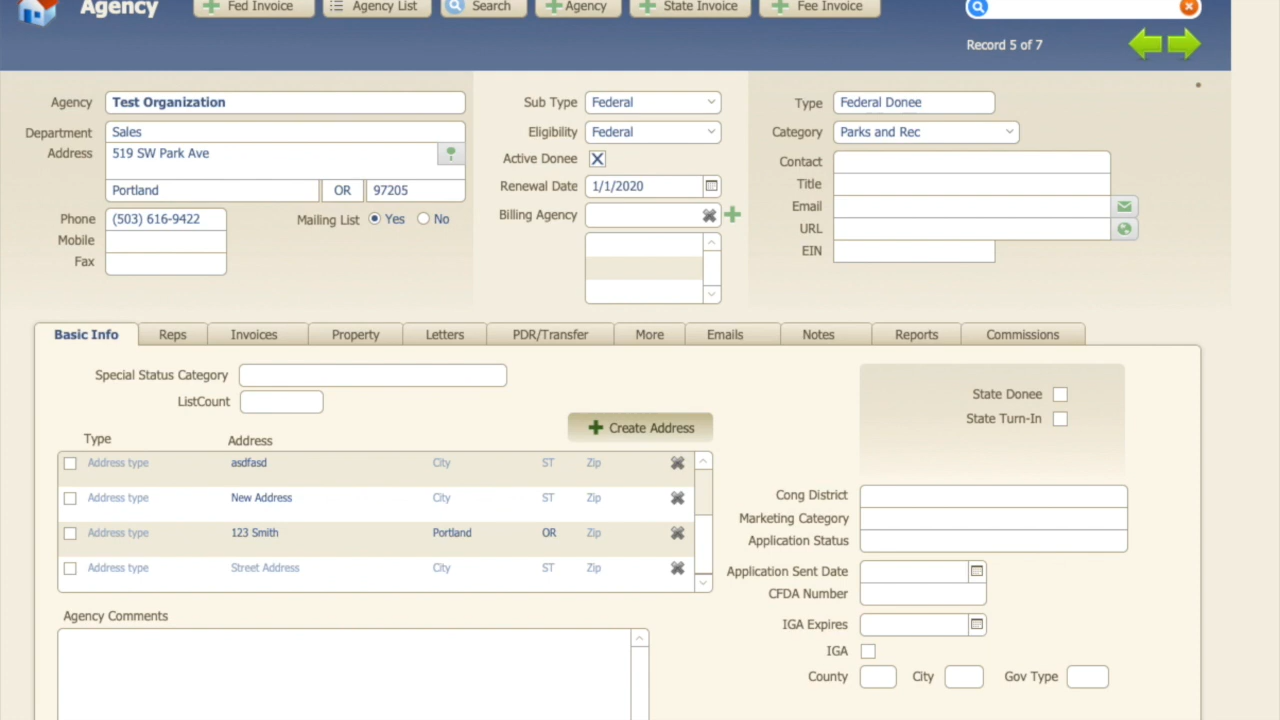 Agency Fed Invoice Agency List Search Agency State Invoice Fee Invoice
Record 5 of 7
Agency Test Organization Sub Type Federal Type Federal Donee
Department Sales Eligibility Federal Category Parks and Rec
Address 519 SW Park Ave Active Donee Contact
Title
Portland OR 97205 Renewal Date 1/1/2020 Email
Phone (503) 616-9422 Mailing List Yes No Billing Agency URL
Mobile EIN
Fax
Basic Info Reps Invoices Property Letters PDR/Transfer More Emails Notes Reports Commissions
Special Status Category
State Donee
ListCount
State Turn-In
Create Address
Type Address
Address type asdfasd City ST Zip
Address type New Address City ST Zip
Cong District
Marketing Category
Address type 123 Smith Portland OR Zip
Application Status
Address type Street Address City ST Zip
Application Sent Date
CFDA Number
Agency Comments
IGA Expires
IGA
County City Gov Type